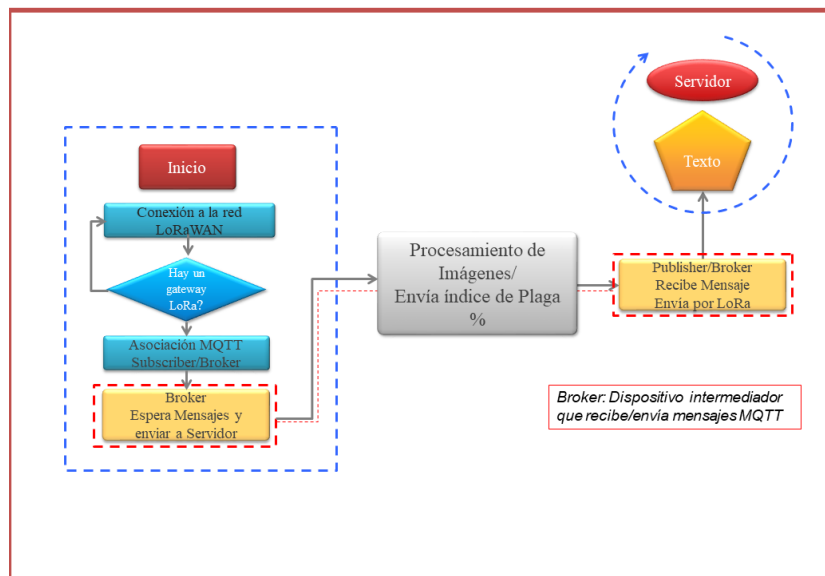 Inicio
Conexión a la red
LoRaWAN
Hay un
gateway
LoRa?
Asociación MQTT
Subscriber/Broker
Broker
Espera Mensajes y
enviar a Servidor
Procesamiento de
Imágenes/
Envía índice de Plaga
%
Servidor
Texto
Publisher/Broker
Recibe Mensaje
Envía por LoRa
Broker: Dispositivo intermediador
que recibe/envía mensajes MQTT